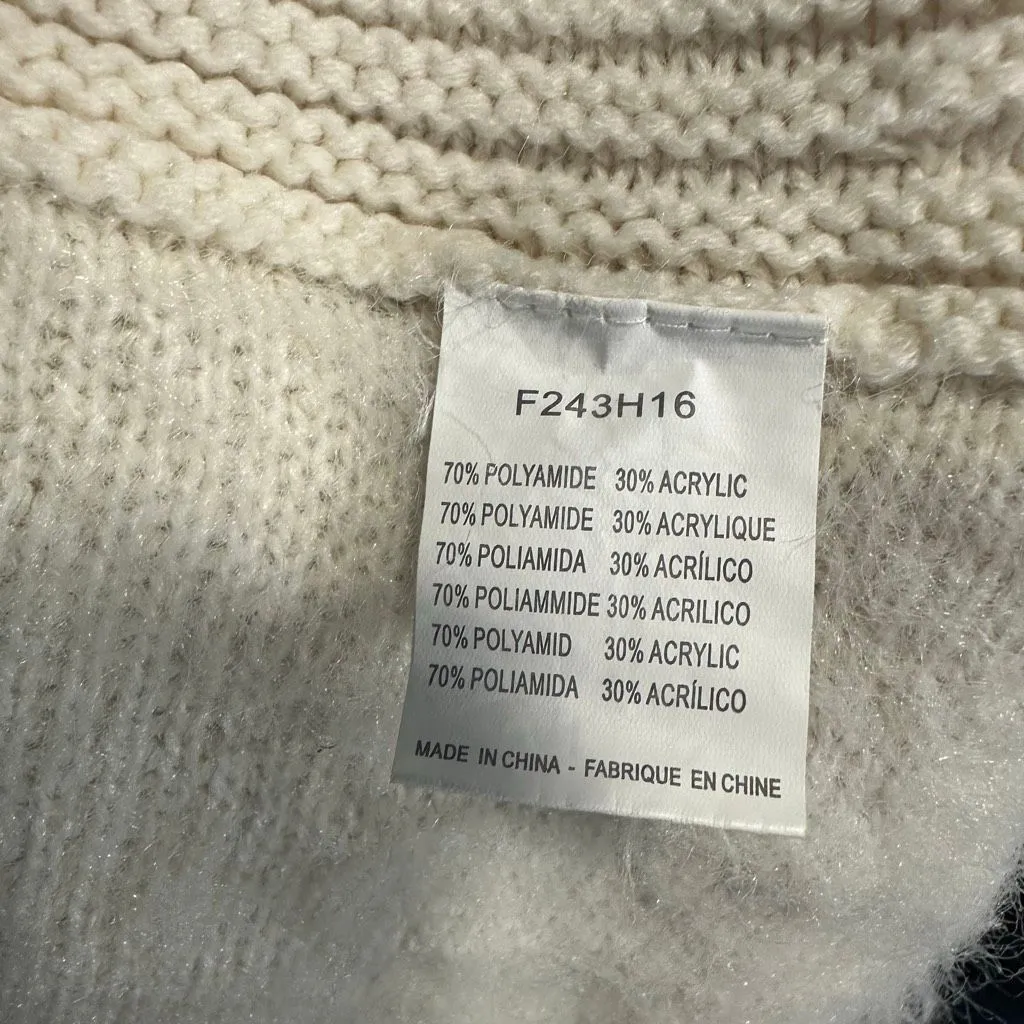 F243H16
70% POLYAMIDE 30% ACRYLIC
70% POLYAMIDE 30% ACRYLIQUE
70% POLIAMIDA 30% ACRÍLICO
70% POLIAMMIDE 30% ACRILICO
70% POLYAMID 30% ACRYLIC
70% POLIAMIDA 30% ACRÍLICO
MADE IN CHINA - FABRIQUE EN CHINE